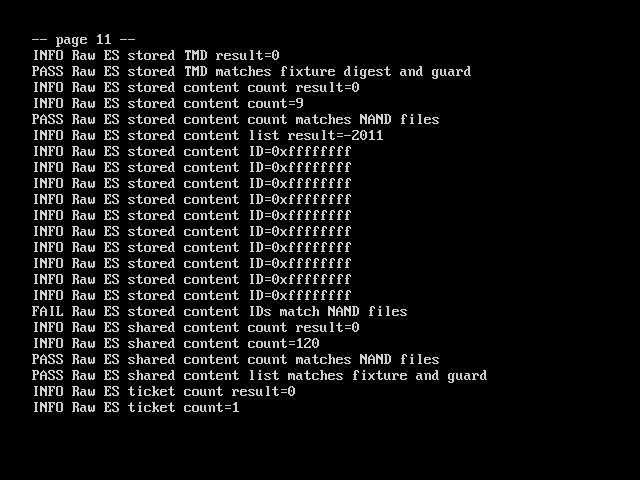 -- page 11 --
INFO Raw ES stored TMD result=0
PASS Raw ES stored TMD matches fixture digest and guard
INFO Raw ES stored content count result=0
INFO Raw ES stored content count=9
PASS Raw ES stored content count matches NAND files
INFO Raw ES stored content list result=-2011
INFO Raw ES stored content ID=0xffffffff
INFO Raw ES stored content ID=0xffffffff
INFO Raw ES stored content ID=0xffffffff
INFO Raw ES stored content ID=0xffffffff
INFO Raw ES stored content ID=0xffffffff
INFO Raw ES stored content ID=0xffffffff
INFO Raw ES stored content ID=0xffffffff
INFO Raw ES stored content ID=0xffffffff
INFO Raw ES stored content ID=0xffffffff
INFO Raw ES stored content ID=0xffffffff
FAIL Raw ES stored content IDs match NAND files
INFO Raw ES shared content count result=0
INFO Raw ES shared content count=120
PASS Raw ES shared content count matches NAND files
PASS Raw ES shared content list matches fixture and guard
INFO Raw ES ticket count result=0
INFO Raw ES ticket count=1